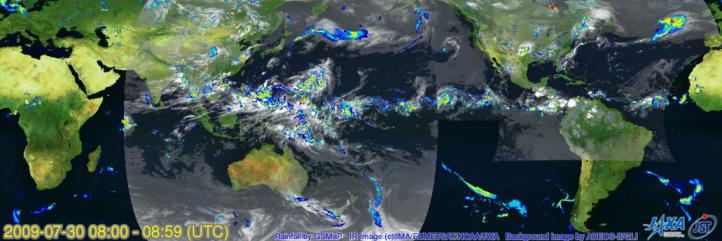 JAXA JST
2009-07-30 08:00 - 08:59 (UTC)
Rainfall by GSMaP IR image (c)JMA/EUMETSAT/NOAA/IWA Background image by ADEOS-II/GLI